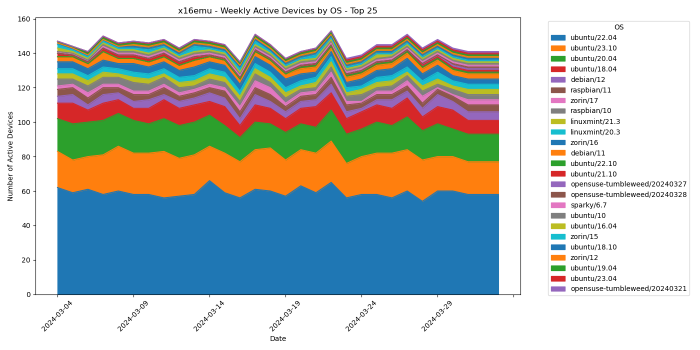 x16emu - Weekly Active Devices by OS - Top 25
160
140
120
100
80
60
40
20
0
Number of Active Devices
2024-03-04
2024-03-09
2024-03-14
2024-03-19
2024-03-24
2024-03-29
Date
OS
ubuntu/22.04
ubuntu/23.10
ubuntu/20.04
ubuntu/18.04
debian/12
raspbian/11
zorin/17
raspbian/10
linuxmint/21.3
linuxmint/20.3
zorin/16
debian/11
ubuntu/22.10
ubuntu/21.10
opensuse-tumbleweed/20240327
opensuse-tumbleweed/20240328
sparky/6.7
ubuntu/10
ubuntu/16.04
zorin/15
ubuntu/18.10
zorin/12
ubuntu/19.04
ubuntu/23.04
opensuse-tumbleweed/20240321